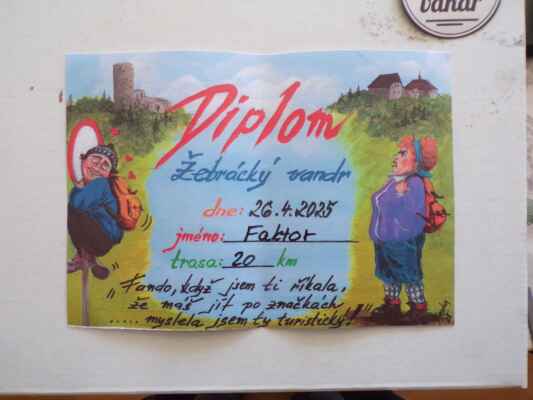 vandr
Diplom
Žebrácký vandr
dne: 26.4.2025
jméno: Faktor
trasa: 20 km
„Fando, když jsem ti říkala,
že máš jít po značkách
..... myslela jsem ty turistický!"